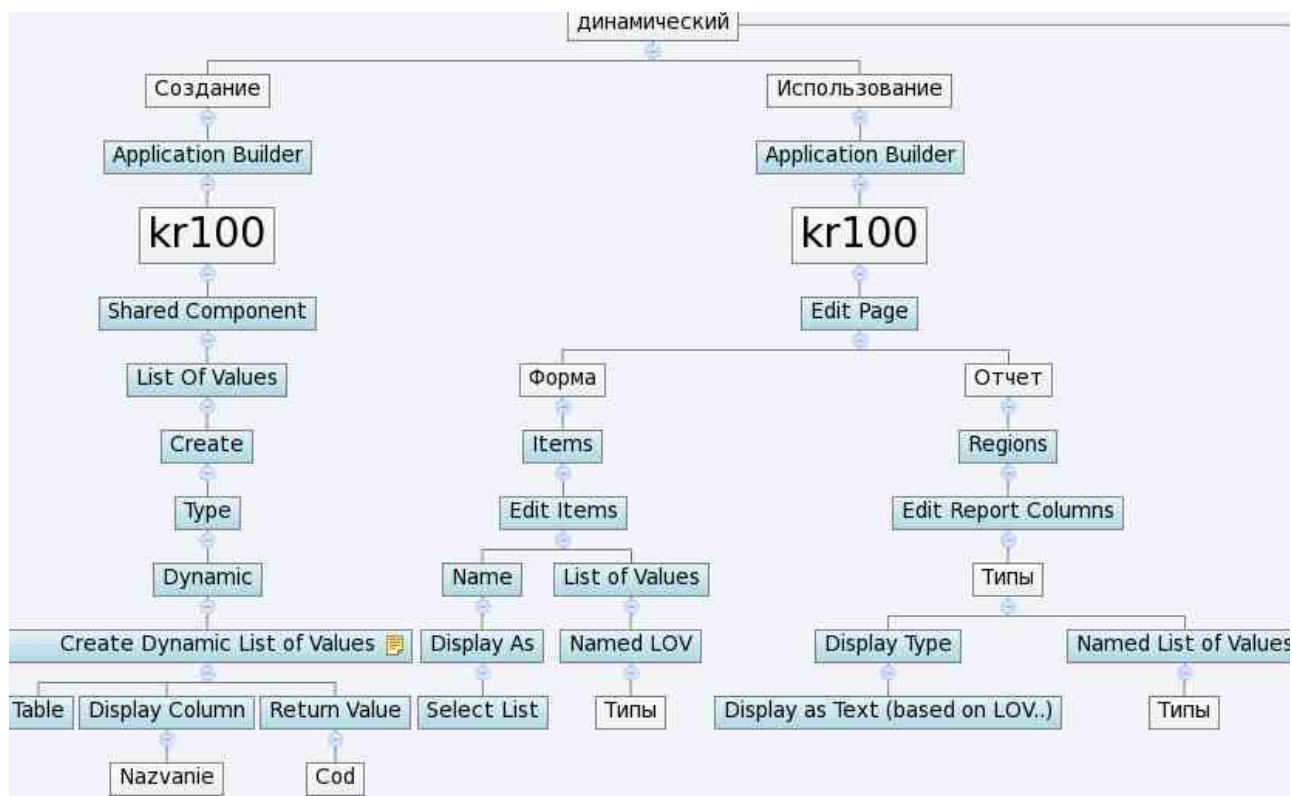 динамический
Создание
Использование
Application Builder
Application Builder
kr100
kr100
Shared Component
Edit Page
List Of Values
Форма
Отчет
Create
Items
Regions
Type
Edit Items
Edit Report Columns
Dynamic
Name
List of Values
Типы
Create Dynamic List of Values
Display As
Named LOV
Display Type
Named List of Values
Table
Display Column
Return Value
Select List
Типы
Display as Text (based on LOV..)
Типы
Nazvanie
Cod